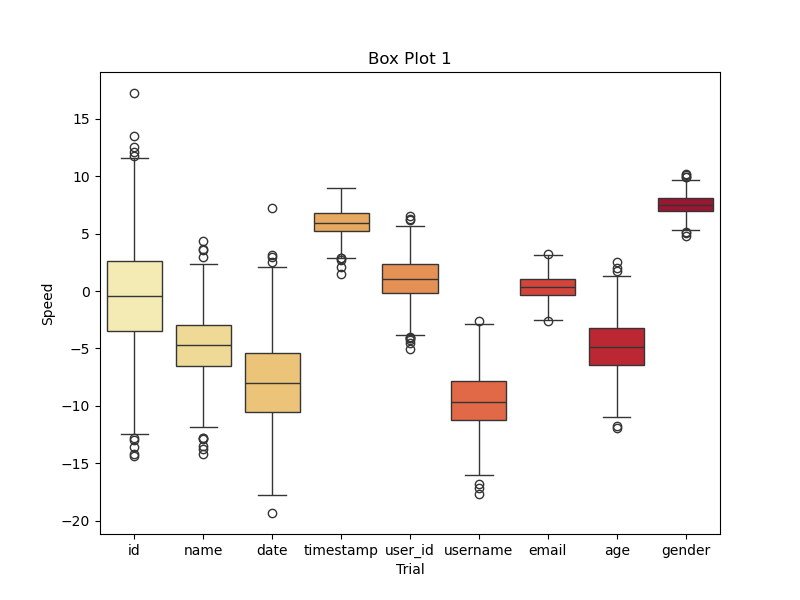 Box Plot 1
Speed
15
10
5
0
−5
−10
−15
−20
id name date timestamp user_id username email age gender
Trial